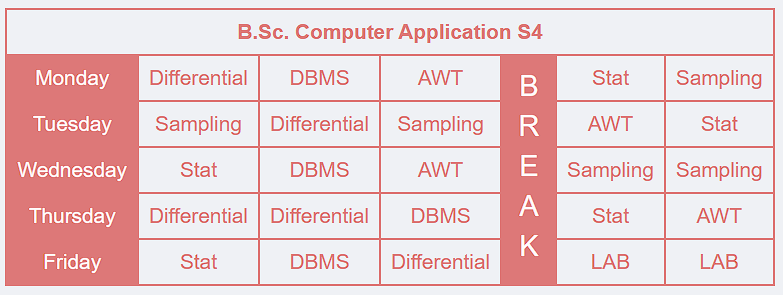 B.Sc. Computer Application S4
Monday Differential DBMS AWT Stat Sampling
Tuesday Sampling Differential Sampling AWT Stat
Wednesday Stat DBMS AWT Sampling Sampling
Thursday Differential Differential DBMS Stat AWT
Friday Stat DBMS Differential LAB LAB
B
R
E
A
K